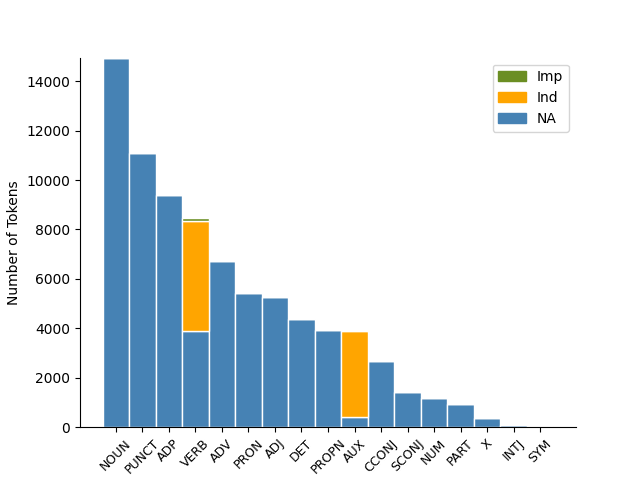 Imp
Ind
NA
Number of Tokens
14000
12000
10000
8000
6000
4000
2000
0
NOUN
PUNCT
ADP
VERB
ADV
PRON
ADJ
DET
PROPN
AUX
CCONJ
SCONJ
NUM
PART
X
INTJ
SYM